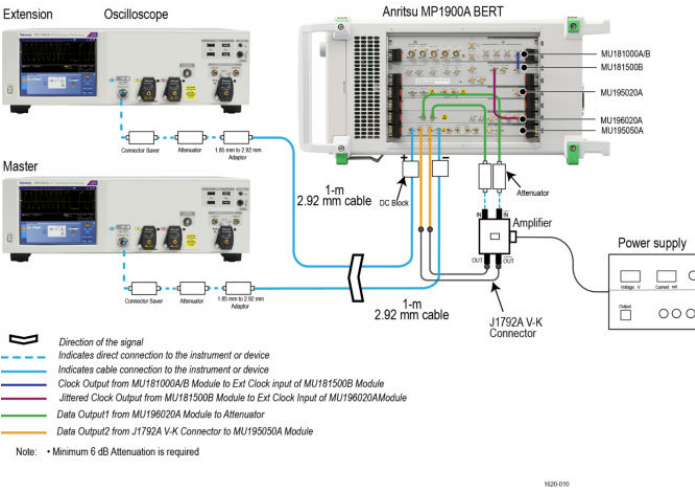 Extension
Oscilloscope
Anritsu MP1900A BERT
MU181000A/B
MU181500B
MU195020A
MU196020A
MU195050A
Connector Saver
Attenuator
1.85 mm to 2.92 mm
Adaptor
Master
1-m
2.92 mm cable
+
DC Block
–
Attenuator
IN
IN
Amplifier
OUT
OUT
Power supply
Voltage V
Current mA
Output
J1792A V-K
Connector
Connector Saver
Attenuator
1.85 mm to 2.92 mm
Adaptor
1-m
2.92 mm cable
Direction of the signal
Indicates direct connection to the instrument or device
Indicates cable connection to the instrument or device
Clock Output from MU181000A/B Module to Ext Clock input of MU181500B Module
Jittered Clock Output from MU181500B Module to Ext Clock Input of MU196020AModule
Data Output1 from MU196020A Module to Attenuator
Data Output2 from J1792A V-K Connector to MU195050A Module
Note: • Minimum 6 dB Attenuation is required
1620-010